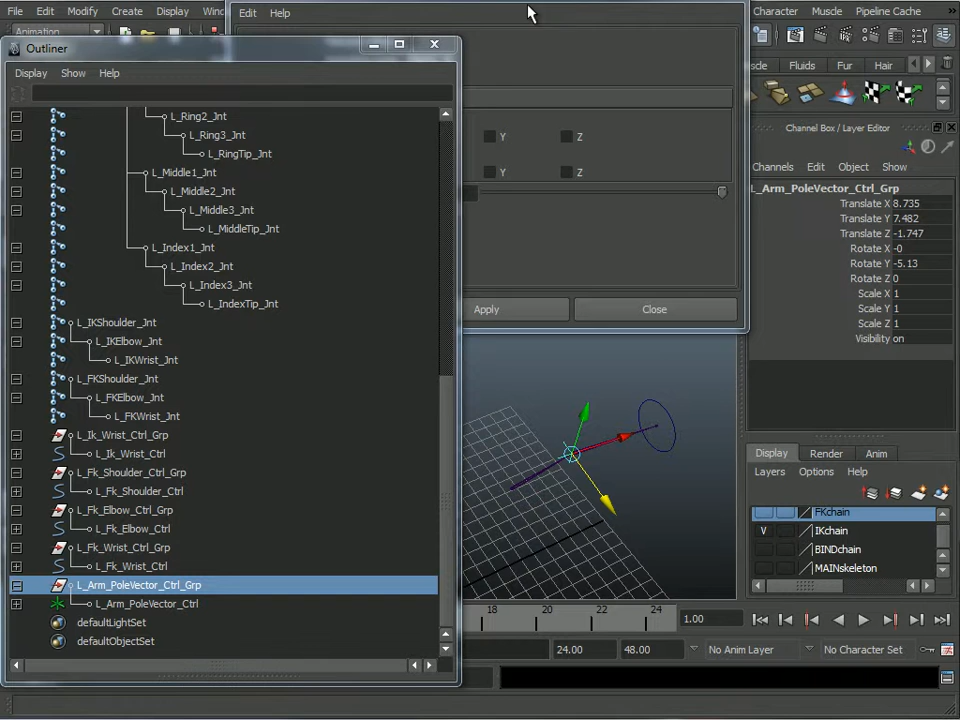 File Edit Modify Create Display Wind
Edit Help
Character Muscle Pipeline Cache
Animation
Outliner
Display Show Help
scle Fluids Fur Hair
L_Ring2_Jnt
L_Ring3_Jnt
L_RingTip_Jnt
L_Middle1_Jnt
L_Middle2_Jnt
L_Middle3_Jnt
L_MiddleTip_Jnt
L_Index1_Jnt
L_Index2_Jnt
L_Index3_Jnt
L_IndexTip_Jnt
L_IKShoulder_Jnt
L_IKElbow_Jnt
L_IKWrist_Jnt
L_FKShoulder_Jnt
L_FKElbow_Jnt
L_FKWrist_Jnt
L_Ik_Wrist_Ctrl_Grp
L_Ik_Wrist_Ctrl
L_Fk_Shoulder_Ctrl_Grp
L_Fk_Shoulder_Ctrl
L_Fk_Elbow_Ctrl_Grp
L_Fk_Elbow_Ctrl
L_Fk_Wrist_Ctrl_Grp
L_Fk_Wrist_Ctrl
L_Arm_PoleVector_Ctrl_Grp
L_Arm_PoleVector_Ctrl
defaultLightSet
defaultObjectSet
Y Z
Y Z
Apply Close
Channel Box / Layer Editor
Channels Edit Object Show
L_Arm_PoleVector_Ctrl_Grp
Translate X 8.735
Translate Y 7.482
Translate Z -1.747
Rotate X -0
Rotate Y -5.13
Rotate Z 0
Scale X 1
Scale Y 1
Scale Z 1
Visibility on
Display Render Anim
Layers Options Help
FKchain
V IKchain
BINDchain
MAINskeleton
18 20 22 24
1.00
24.00 48.00 No Anim Layer No Character Set